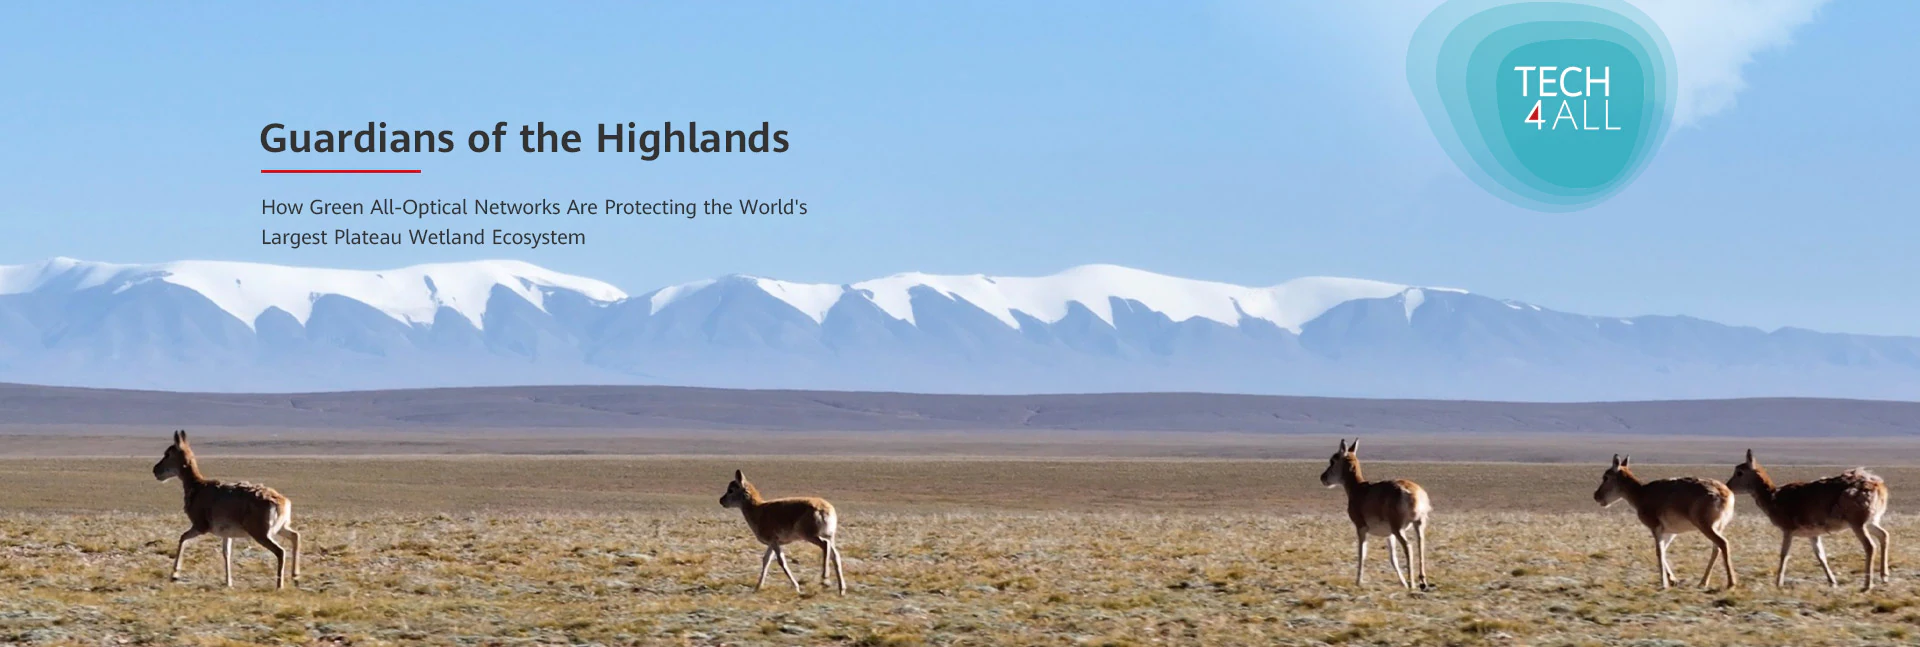 Guardians of the Highlands
How Green All-Optical Networks Are Protecting the World's
Largest Plateau Wetland Ecosystem
TECH
4ALL